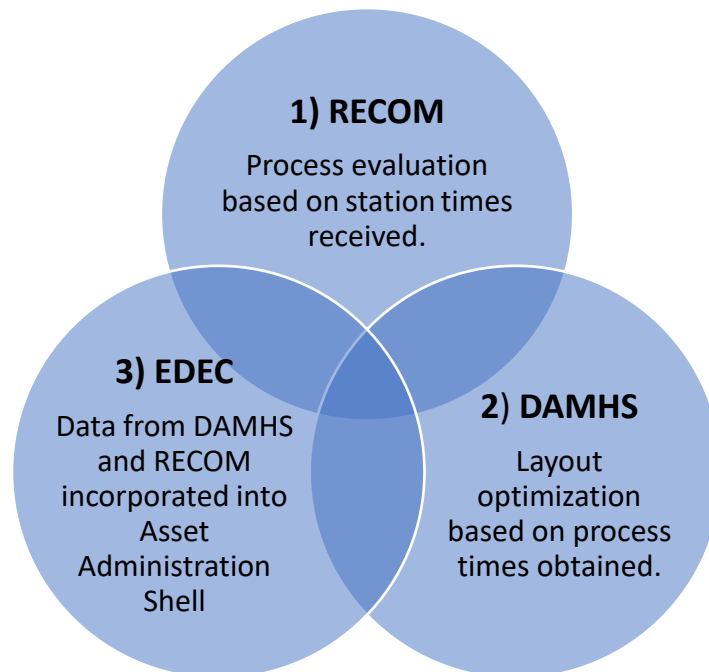 1) RECOM
Process evaluation
based on station times
received.
3) EDEC
Data from DAMHS
and RECOM
incorporated into
Asset
Administration
Shell
2) DAMHS
Layout
optimization
based on process
times obtained.